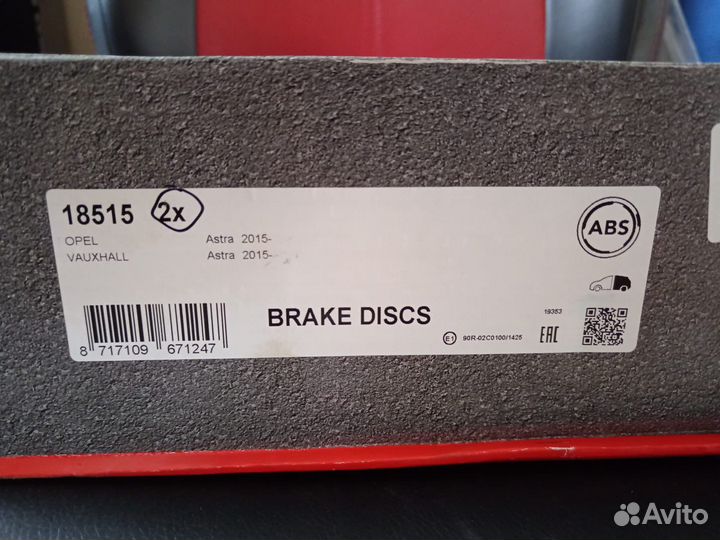 18515 2x
OPEL Astra 2015-
VAUXHALL Astra 2015-
ABS
BRAKE DISCS
19353
E1 90R-02C0100/1425 EAC
8 717109 671247
Avito